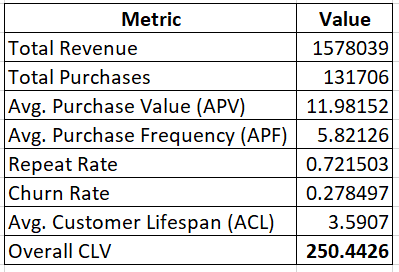 Metric Value
Total Revenue 1578039
Total Purchases 131706
Avg. Purchase Value (APV) 11.98152
Avg. Purchase Frequency (APF) 5.82126
Repeat Rate 0.721503
Churn Rate 0.278497
Avg. Customer Lifespan (ACL) 3.5907
Overall CLV 250.4426